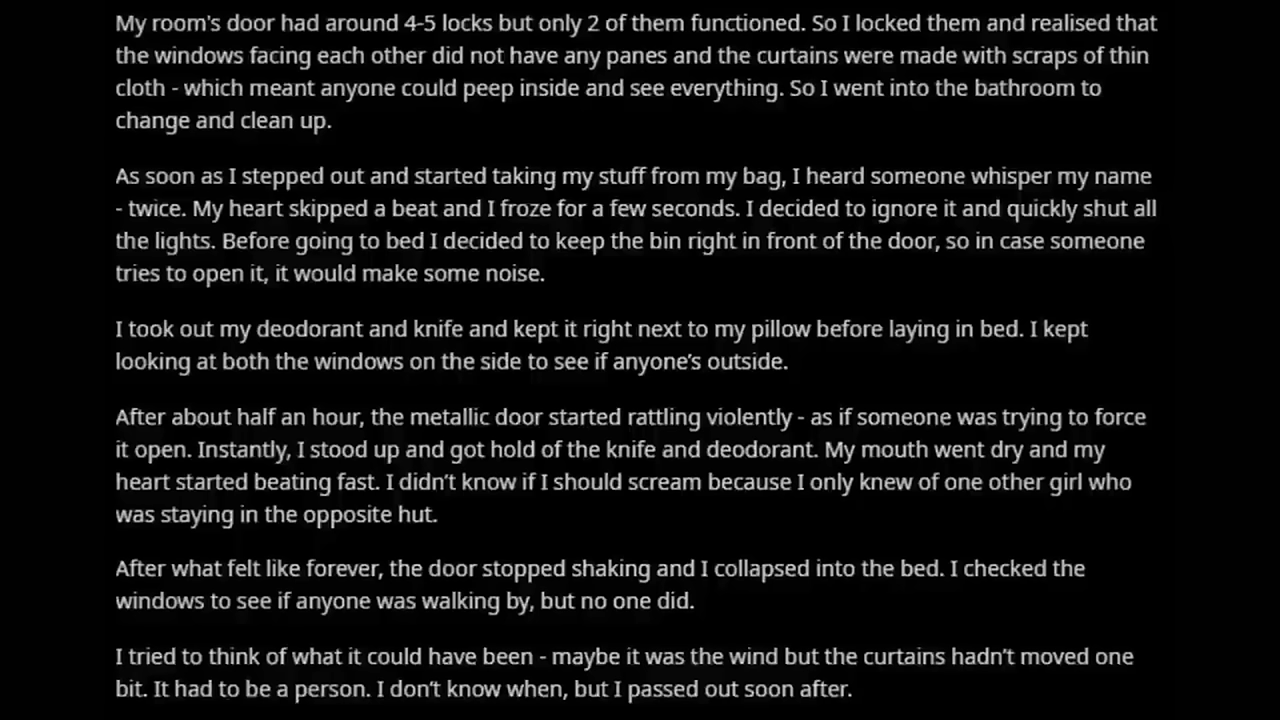 My room's door had around 4-5 locks but only 2 of them functioned. So I locked them and realised that
the windows facing each other did not have any panes and the curtains were made with scraps of thin
cloth - which meant anyone could peep inside and see everything. So I went into the bathroom to
change and clean up.
As soon as I stepped out and started taking my stuff from my bag, I heard someone whisper my name
- twice. My heart skipped a beat and I froze for a few seconds. I decided to ignore it and quickly shut all
the lights. Before going to bed I decided to keep the bin right in front of the door, so in case someone
tries to open it, it would make some noise.
I took out my deodorant and knife and kept it right next to my pillow before laying in bed. I kept
looking at both the windows on the side to see if anyone’s outside.
After about half an hour, the metallic door started rattling violently - as if someone was trying to force
it open. Instantly, I stood up and got hold of the knife and deodorant. My mouth went dry and my
heart started beating fast. I didn’t know if I should scream because I only knew of one other girl who
was staying in the opposite hut.
After what felt like forever, the door stopped shaking and I collapsed into the bed. I checked the
windows to see if anyone was walking by, but no one did.
I tried to think of what it could have been - maybe it was the wind but the curtains hadn’t moved one
bit. It had to be a person. I don’t know when, but I passed out soon after.